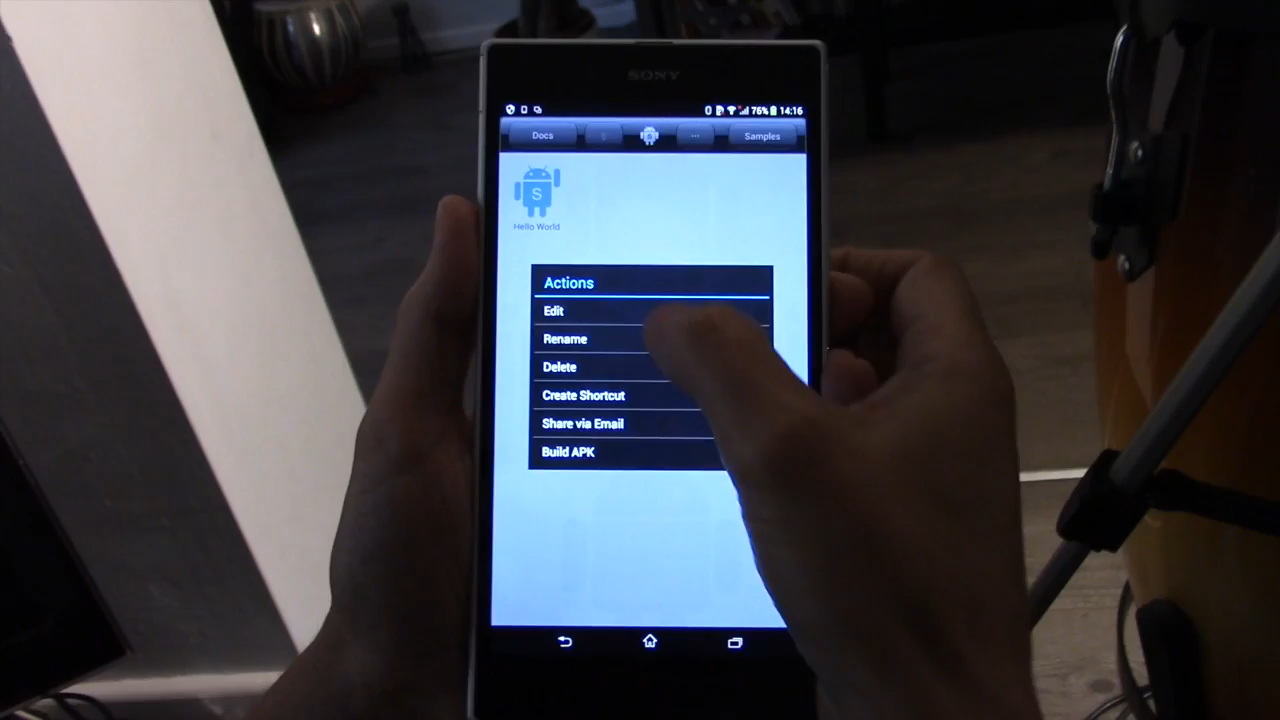 SONY
76% 14:16
Docs ... Samples
S
Hello World
Actions
Edit
Rename
Delete
Create Shortcut
Share via Email
Build APK